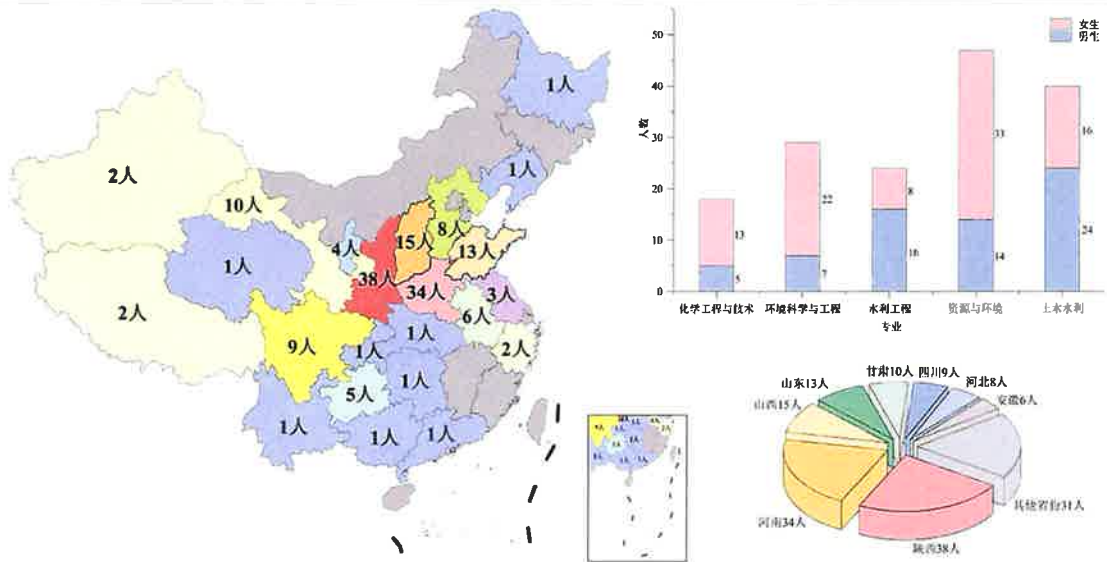 1人
1人
2人
10人
4人
15人
8人
13人
1人
38人
2人
34人
3人
6人
1人
9人
1人
2人
5人
1人
1人
1人
1人
女生
男生
50
40
30
20
10
0
人数
13
5
22
7
8
16
33
14
16
24
化学工程与技术
环境科学与工程
水利工程
资源与环境
土木水利
专业
甘肃10人
四川9人
山东13人
河北8人
山西15人
安徽6人
其他省份31人
河南34人
陕西38人